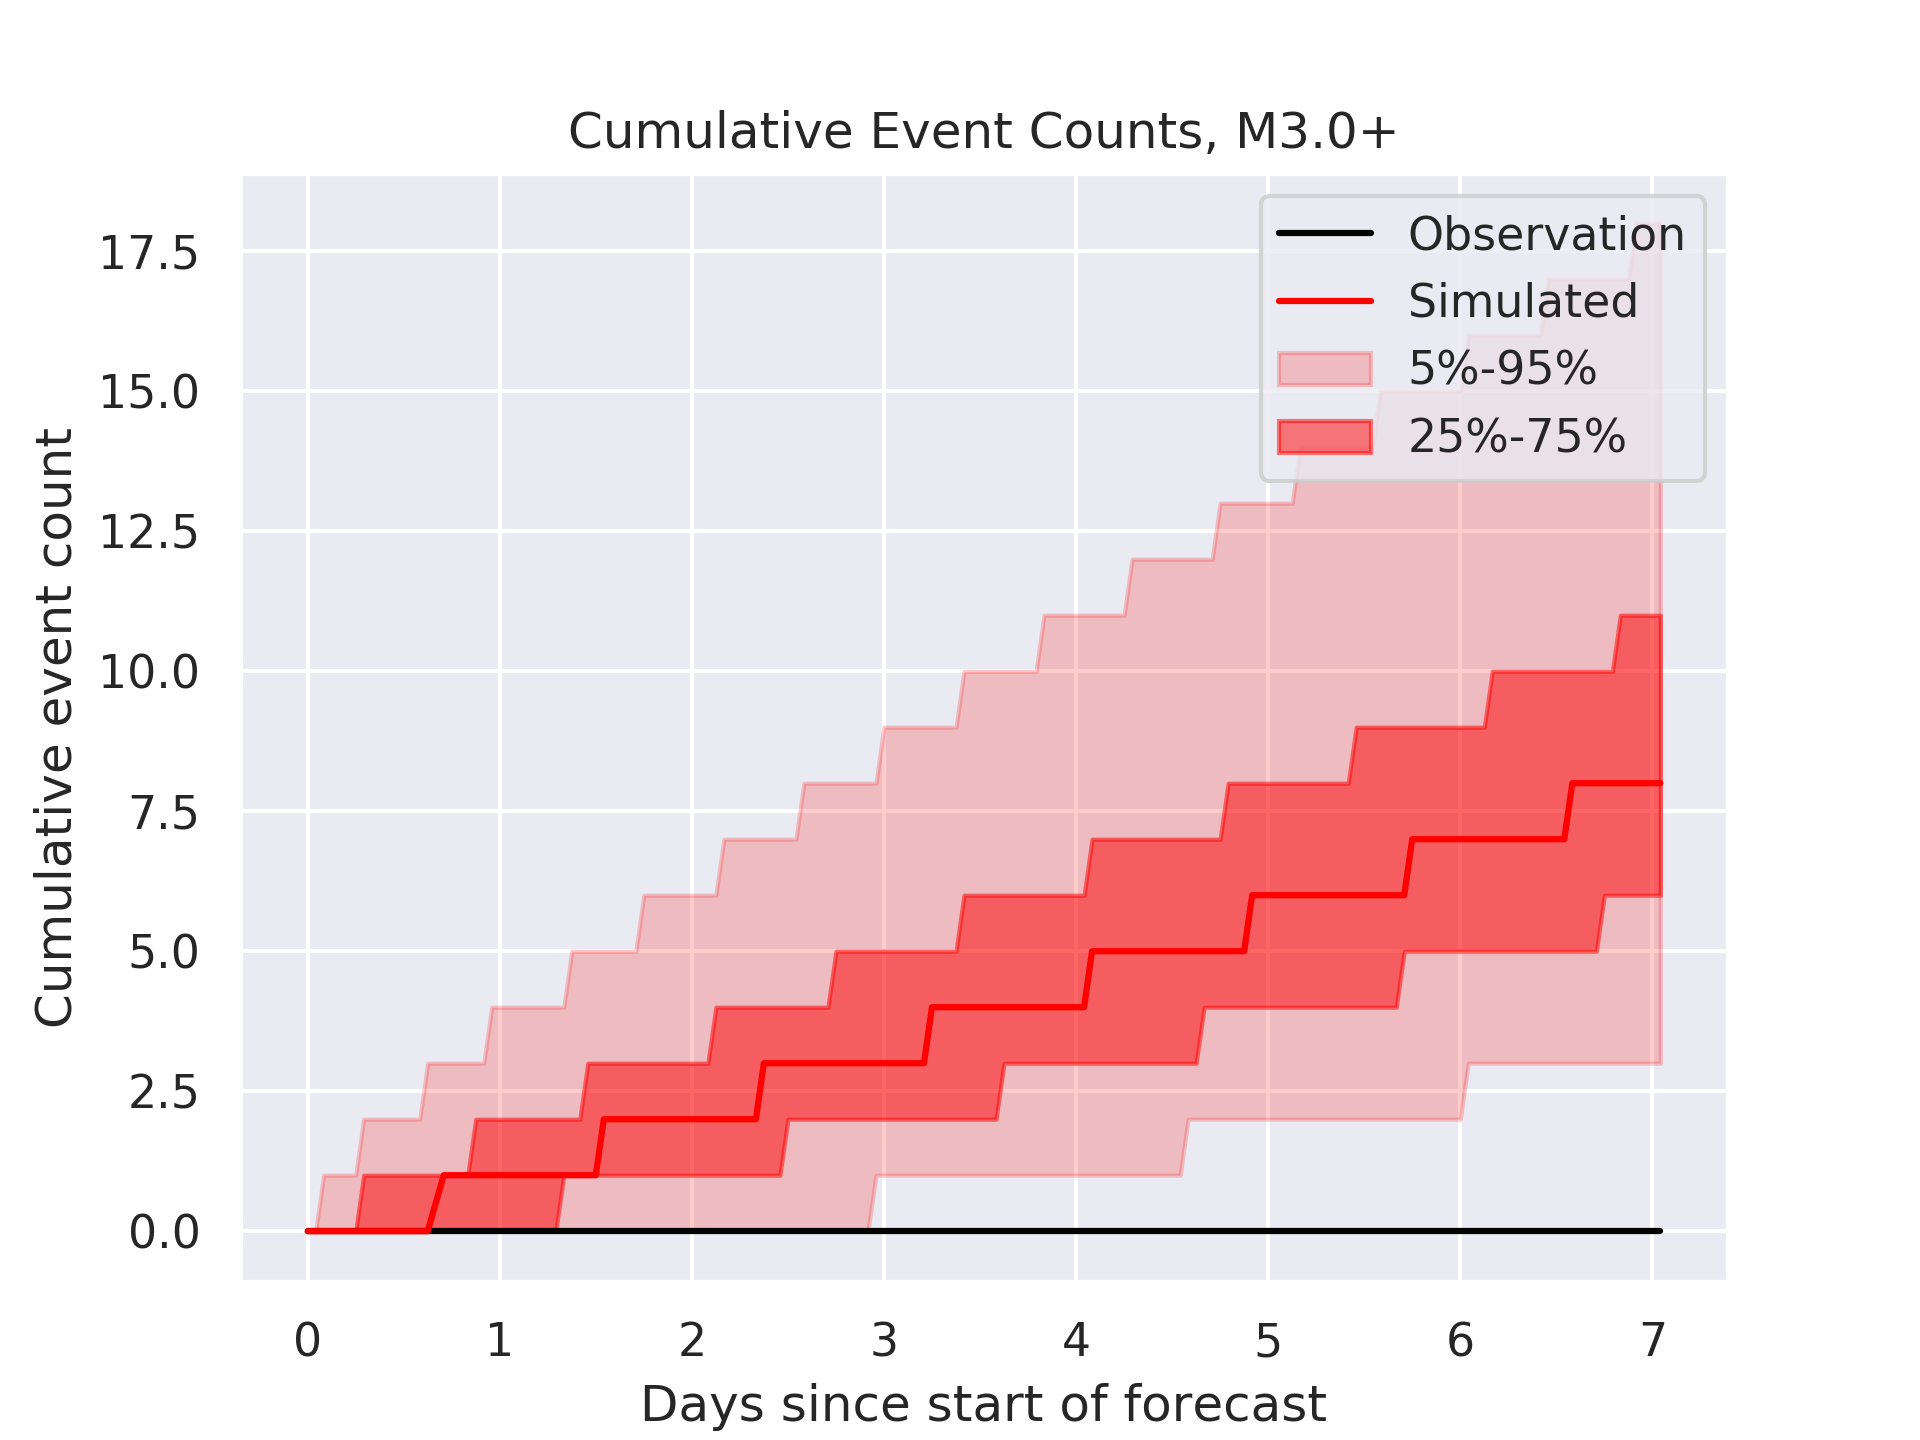 Cumulative Event Counts, M3.0+
Observation
Simulated
5%-95%
25%-75%
17.5
15.0
12.5
10.0
7.5
5.0
2.5
0.0
Cumulative event count
0 1 2 3 4 5 6 7
Days since start of forecast